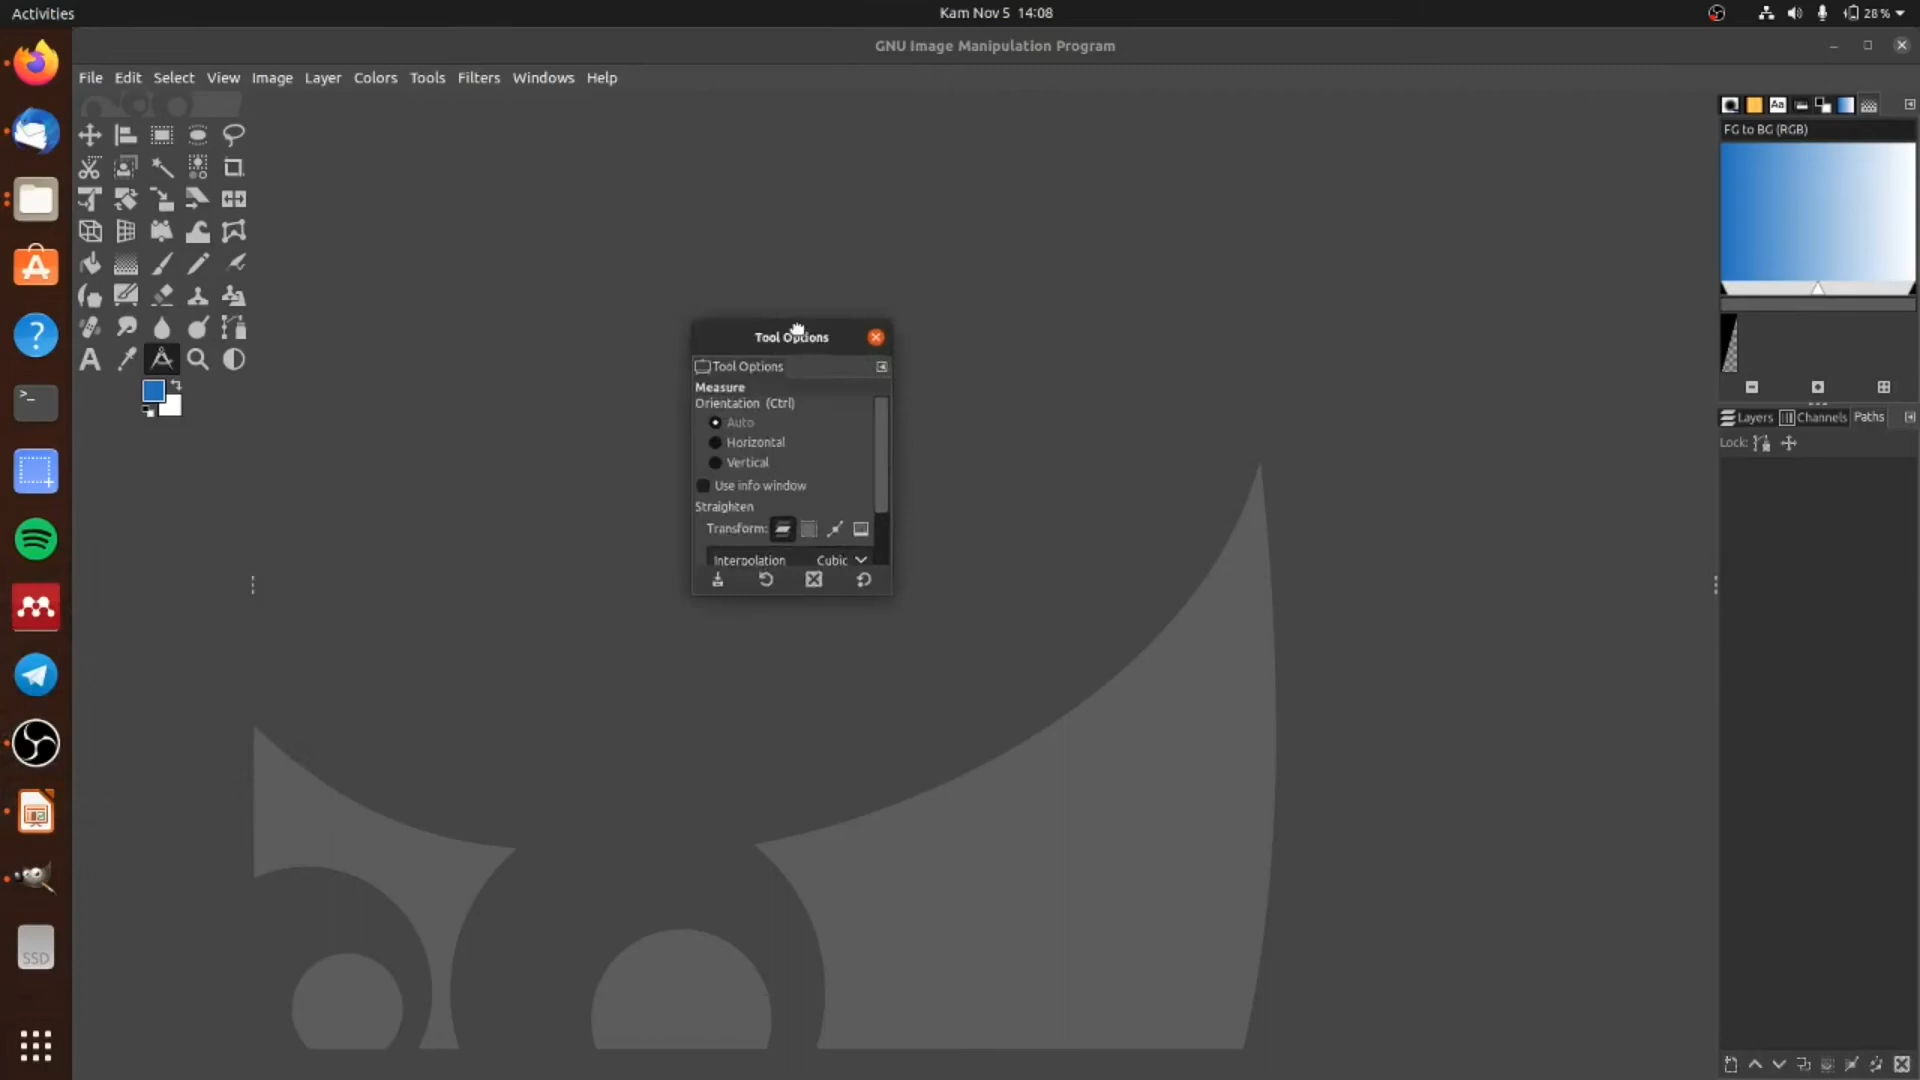 Activities
Kam Nov 5 14:08
28 %
GNU Image Manipulation Program
File Edit Select View Image Layer Colors Tools Filters Windows Help
Aa
FG to BG (RGB)
Tool Options
Tool Options
Measure
Orientation (Ctrl)
Auto
Horizontal
Vertical
Use info window
Straighten
Transform:
Interpolation Cubic
Layers Channels Paths
Lock:
SSD